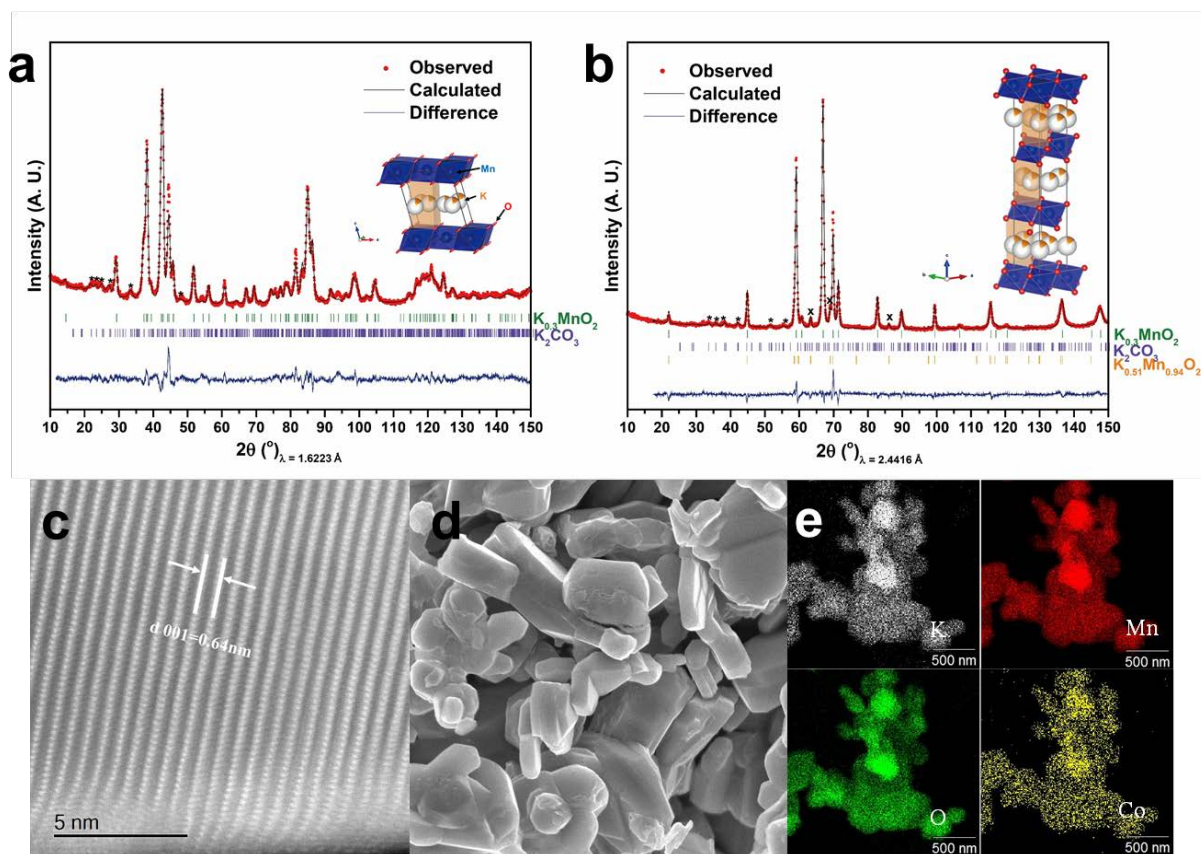 a
Observed
Calculated
Difference
Mn
K
O
Intensity (A. U.)
* * * * * *
K0.3MnO2
K2CO3
10 20 30 40 50 60 70 80 90 100 110 120 130 140 150
2θ (°)λ = 1.6223 Å
b
Observed
Calculated
Difference
Intensity (A. U.)
* * * * * * x x x
K0.3MnO2
K2CO3
K0.51Mn0.94O2
10 20 30 40 50 60 70 80 90 100 110 120 130 140 150
2θ (°)λ = 2.4416 Å
c
d 001=0.64nm
5 nm
d
e
K
500 nm
Mn
500 nm
O
500 nm
Co
500 nm